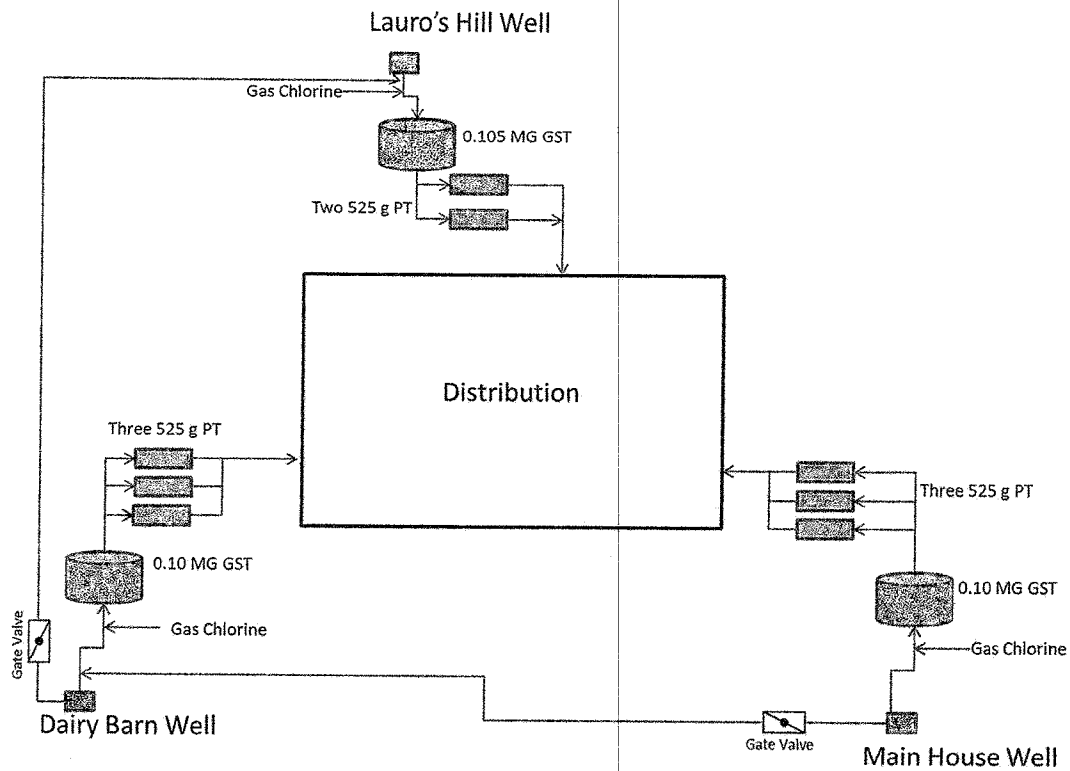 Lauro's Hill Well
Gas Chlorine
0.105 MG GST
Two 525 g PT
Distribution
Three 525 g PT
Three 525 g PT
0.10 MG GST
0.10 MG GST
Gas Chlorine
Gate Valve
Gas Chlorine
Dairy Barn Well
Gate Valve
Main House Well